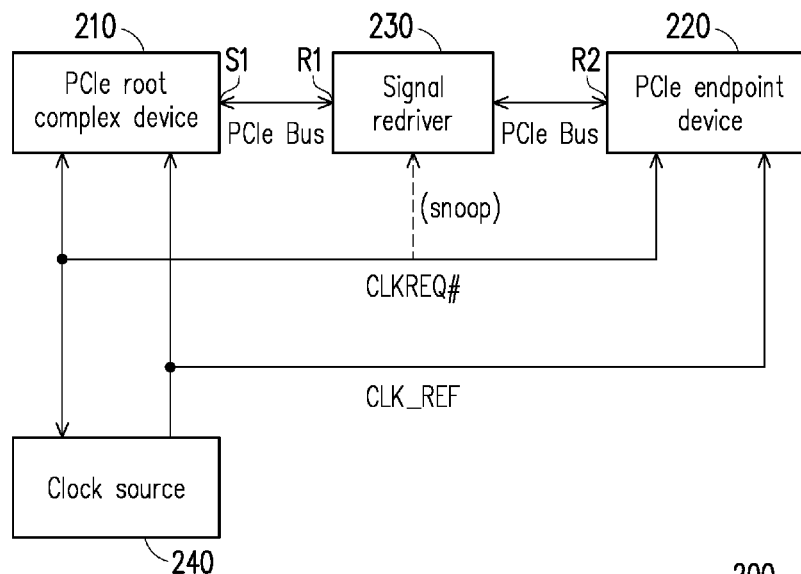 210
230
220
PCIe root
complex device
S1
R1
Signal
redriver
R2
PCIe endpoint
device
PCIe Bus
PCIe Bus
(snoop)
CLKREQ#
CLK_REF
Clock source
240